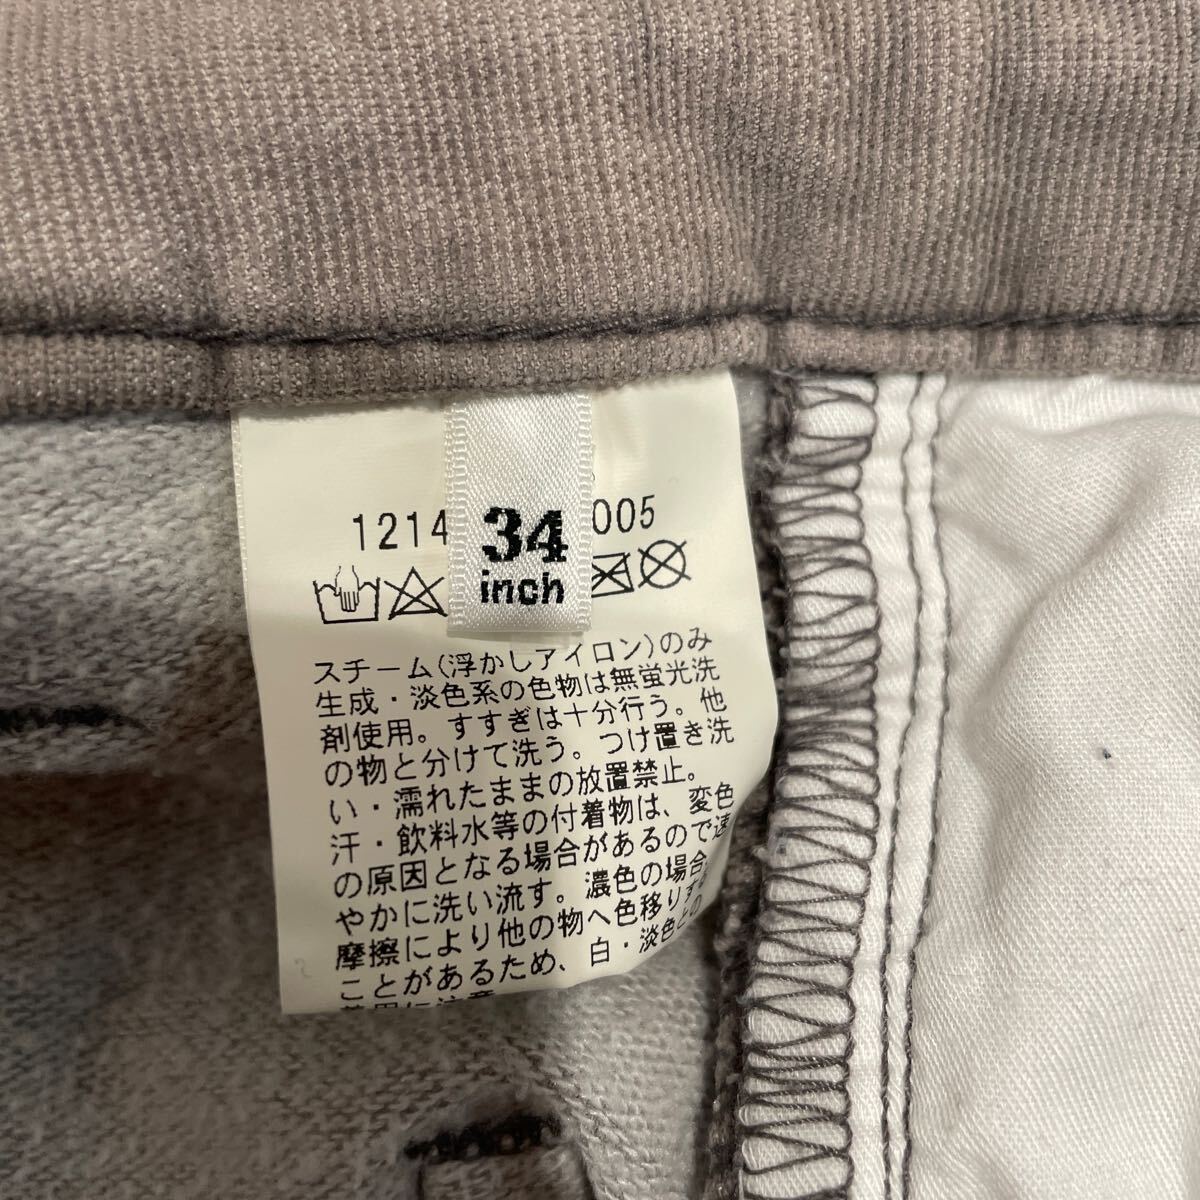 1214
005
34
inch
スチーム(浮かしアイロン)のみ
生成・淡色系の色物は無蛍光洗
剤使用。すすぎは十分行う。他
の物と分けて洗う。つけ置き洗
い・濡れたままの放置禁止。
汗・飲料水等の付着物は、変色
の原因となる場合があるので速
やかに洗い流す。濃色の場合、
摩擦により他の物へ色移りする
ことがあるため、白・淡色との